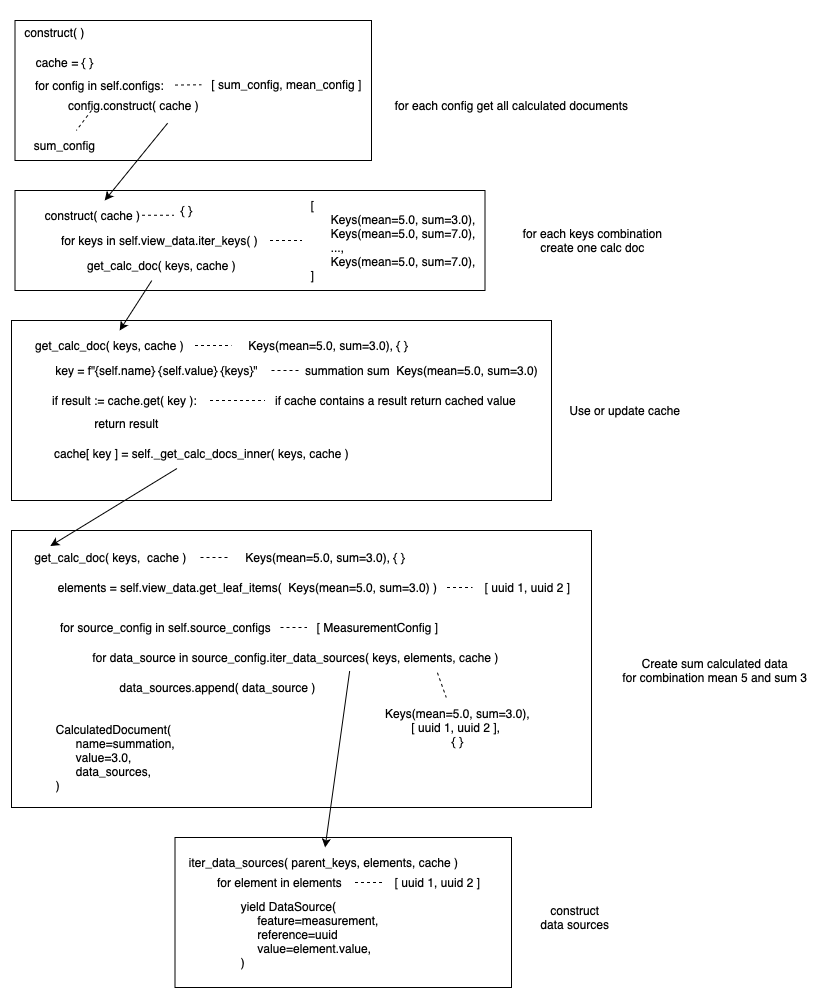 construct( )
cache = { }
for config in self.configs: ----- [ sum_config, mean_config ]
config.construct( cache )
sum_config
for each config get all calculated documents
construct( cache ) ------ { }
for keys in self.view_data.iter_keys( ) ------
get_calc_doc( keys, cache )
[
Keys(mean=5.0, sum=3.0),
Keys(mean=5.0, sum=7.0),
...,
Keys(mean=5.0, sum=7.0),
]
for each keys combination
create one calc doc
get_calc_doc( keys, cache ) ------ Keys(mean=5.0, sum=3.0), { }
key = f"{self.name} {self.value} {keys}" ----- summation sum Keys(mean=5.0, sum=3.0)
if result := cache.get( key ): ---------- if cache contains a result return cached value
return result
cache[ key ] = self._get_calc_docs_inner( keys, cache )
Use or update cache
get_calc_doc( keys, cache ) ----- Keys(mean=5.0, sum=3.0), { }
elements = self.view_data.get_leaf_items( Keys(mean=5.0, sum=3.0) ) ----- [ uuid 1, uuid 2 ]
for source_config in self.source_configs ----- [ MeasurementConfig ]
for data_source in source_config.iter_data_sources( keys, elements, cache )
data_sources.append( data_source )
Keys(mean=5.0, sum=3.0),
[ uuid 1, uuid 2 ],
{ }
CalculatedDocument(
name=summation,
value=3.0,
data_sources,
)
Create sum calculated data
for combination mean 5 and sum 3
iter_data_sources( parent_keys, elements, cache )
for element in elements ----- [ uuid 1, uuid 2 ]
yield DataSource(
feature=measurement,
reference=uuid
value=element.value,
)
construct
data sources